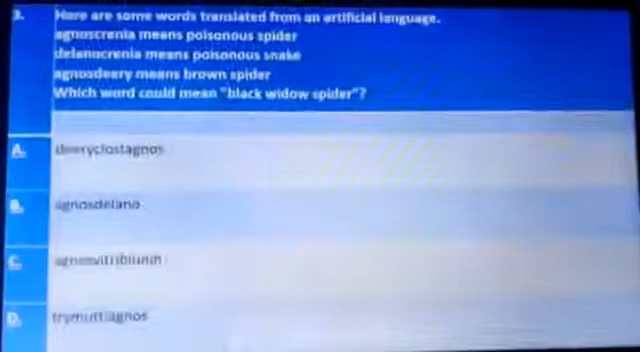 3. Here are some words translated from an artificial language.
agnoscrenia means poisonous spider
delanocrenia means poisonous snake
agnosdeery means brown spider
Which word could mean "black widow spider"?
A. deeryclostagnos
B. agnosdelano
C. agnosvitriblunin
D. trymuttiagnos